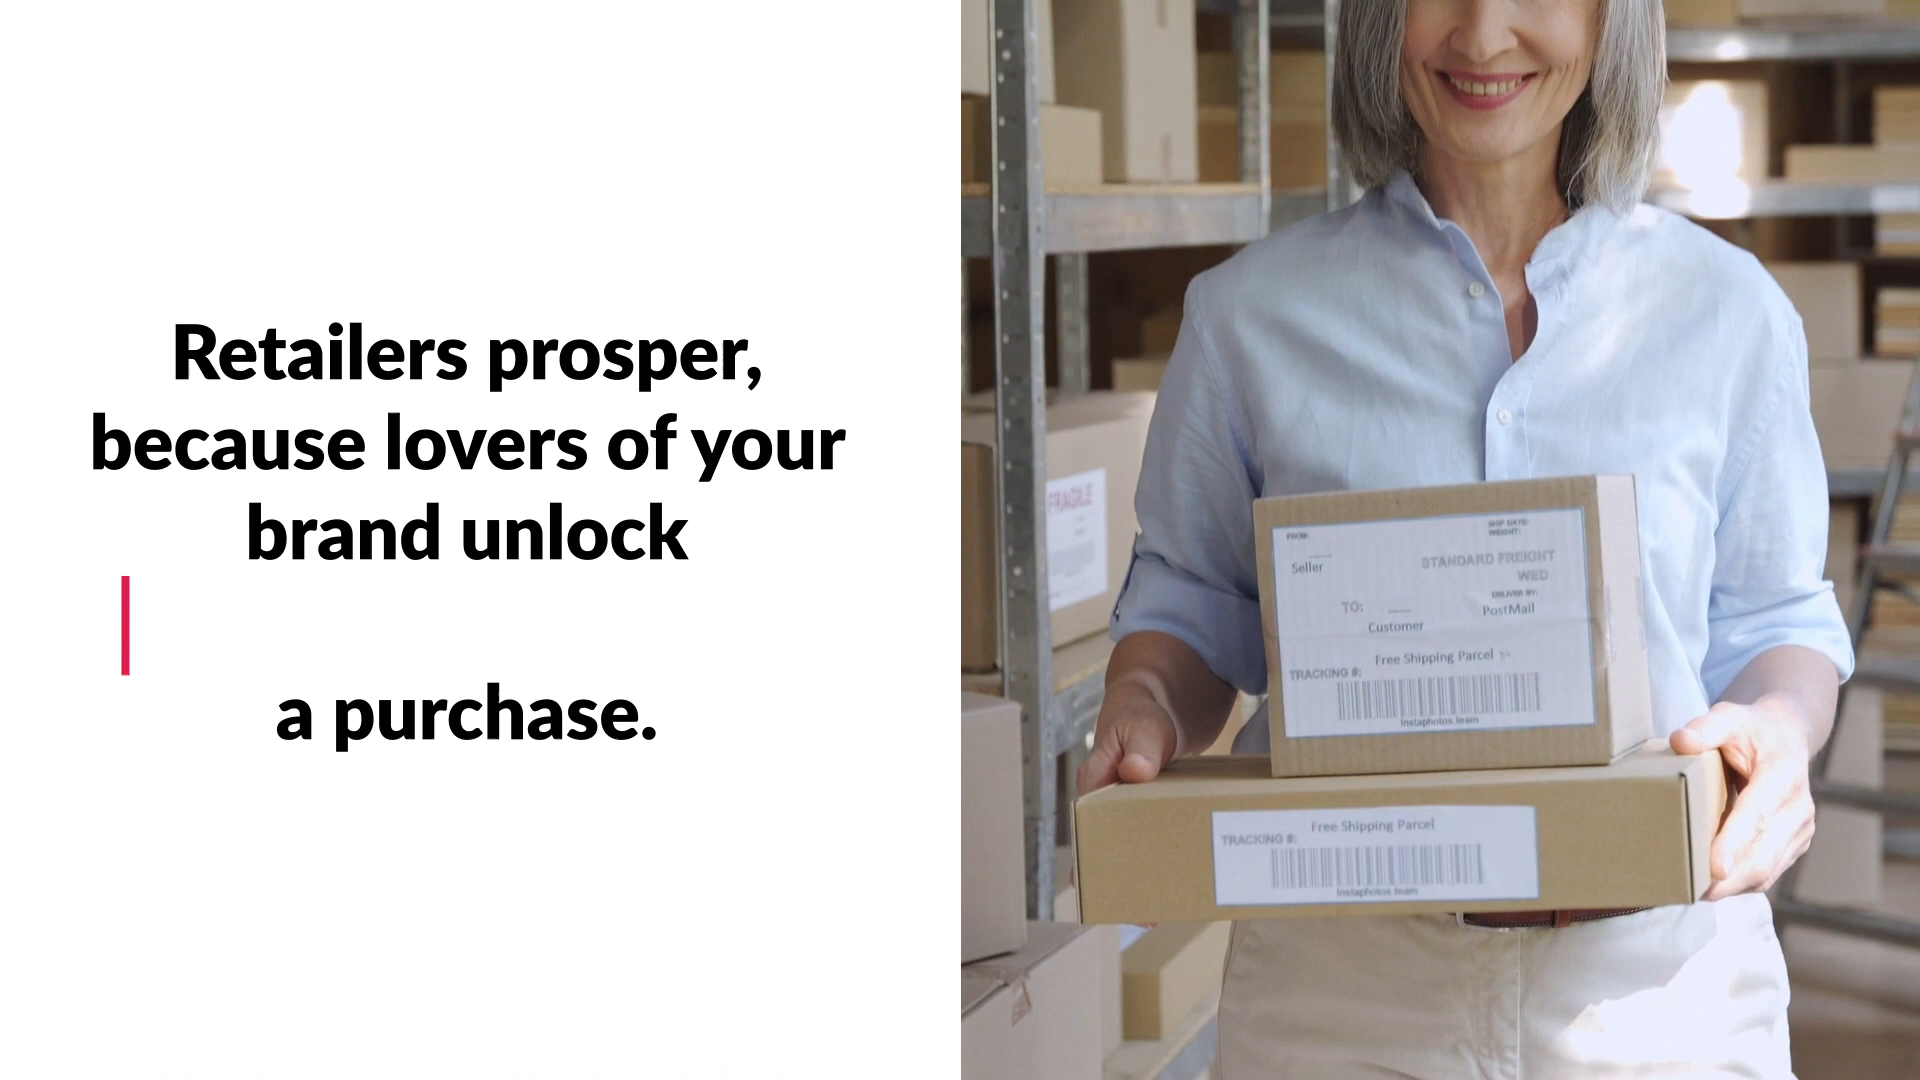 Retailers prosper,
because lovers of your
brand unlock
a purchase.
FRAGILE
FROM:
SHIP DATE:
WEIGHT:
Seller
STANDARD FREIGHT
WED
DELIVER BY:
TO:
PostMail
Customer
Free Shipping Parcel
TRACKING #:
instaphotos.team
Free Shipping Parcel
TRACKING #:
instaphotos.team